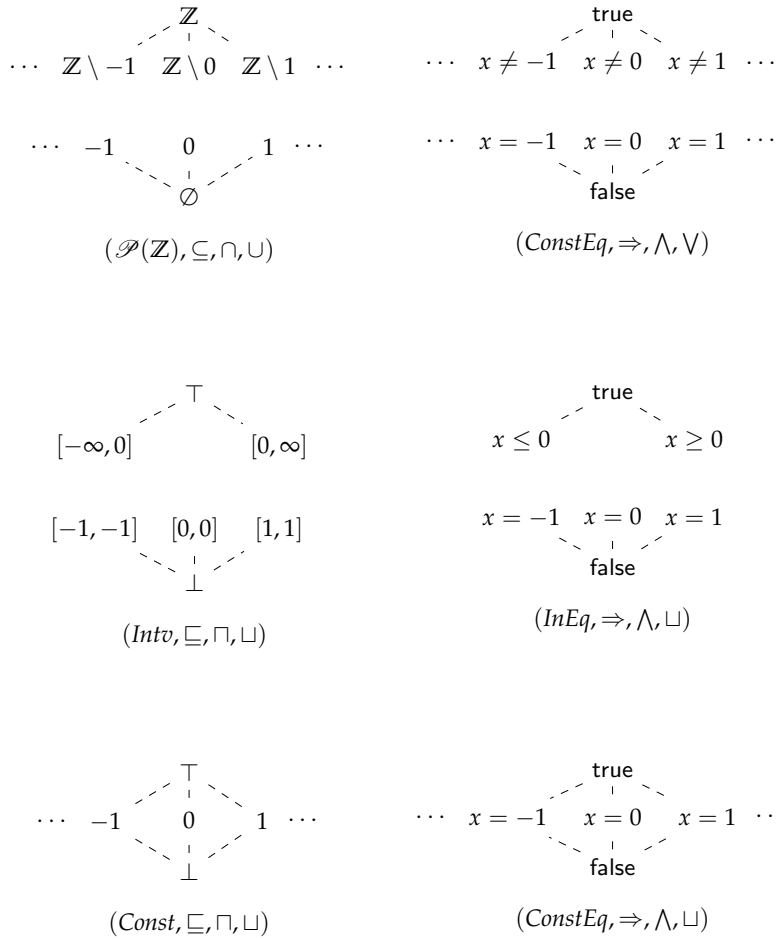 ℤ
⋯ ℤ \ −1 ℤ \ 0 ℤ \ 1 ⋯
⋯ −1 0 1 ⋯
∅
(𝒫(ℤ), ⊆, ∩, ∪)
true
⋯ x ≠ −1 x ≠ 0 x ≠ 1 ⋯
⋯ x = −1 x = 0 x = 1 ⋯
false
(ConstEq, ⇒, ⋀, ⋁)
⊤
[−∞, 0] [0, ∞]
[−1, −1] [0, 0] [1, 1]
⊥
(Intv, ⊑, ⊓, ⊔)
true
x ≤ 0 x ≥ 0
x = −1 x = 0 x = 1
false
(InEq, ⇒, ⋀, ⊔)
⊤
⋯ −1 0 1 ⋯
⊥
(Const, ⊑, ⊓, ⊔)
true
⋯ x = −1 x = 0 x = 1 ⋯
false
(ConstEq, ⇒, ⋀, ⊔)